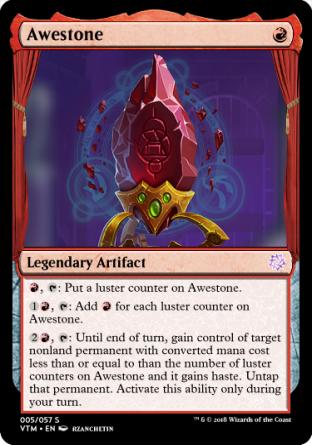 Awestone
Legendary Artifact
: Put a luster counter on Awestone.
1 : Add for each luster counter on
Awestone.
2 : Until end of turn, gain control of target
nonland permanent with converted mana cost
less than or equal to than the number of luster
counters on Awestone and it gains haste. Untap
that permanent. Activate this ability only during
your turn.
005/057 S
VTM • EN RZANCHETIN
™ & © 2018 Wizards of the Coast